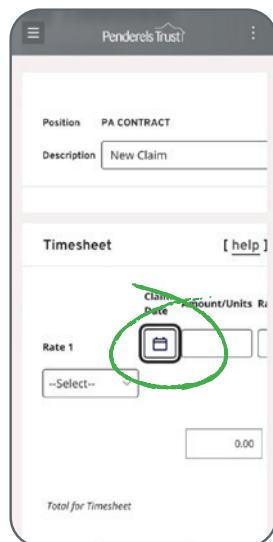 Penderels Trust
Position PA CONTRACT
Description New Claim
Timesheet [ help ]
Claim
Date Amount/Units
Rate 1
--Select--
0.00
Total for Timesheet